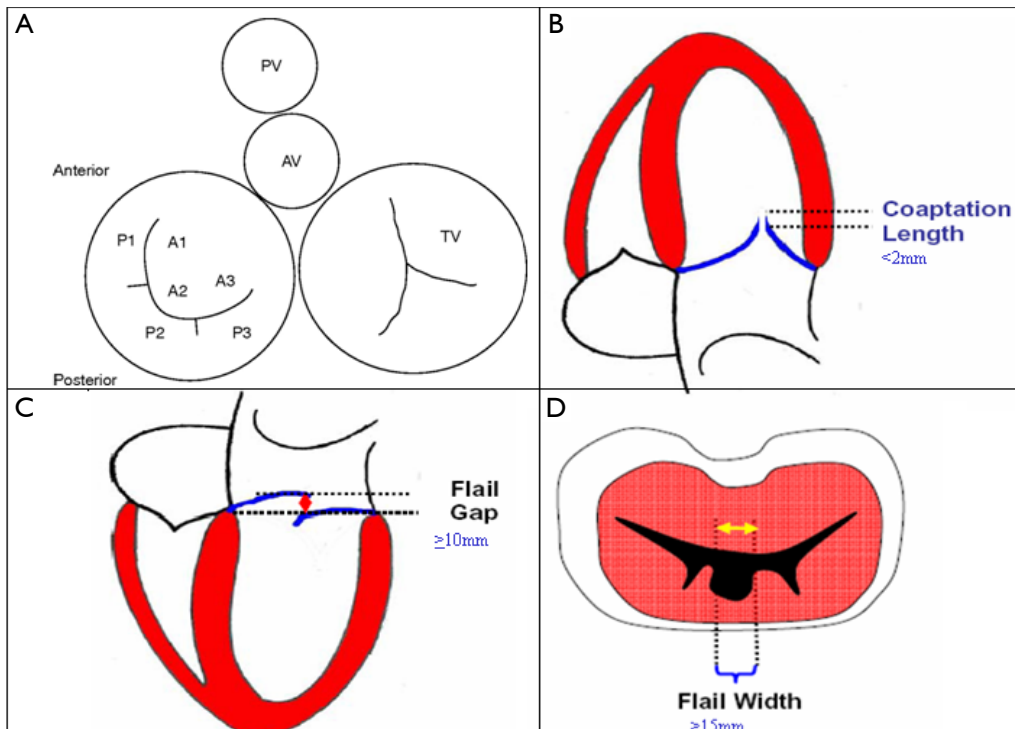 A
PV
AV
Anterior
P1
A1
TV
A2
A3
P2
P3
Posterior
B
Coaptation
Length
<2mm
C
Flail
Gap
≥10mm
D
Flail Width
≥15mm